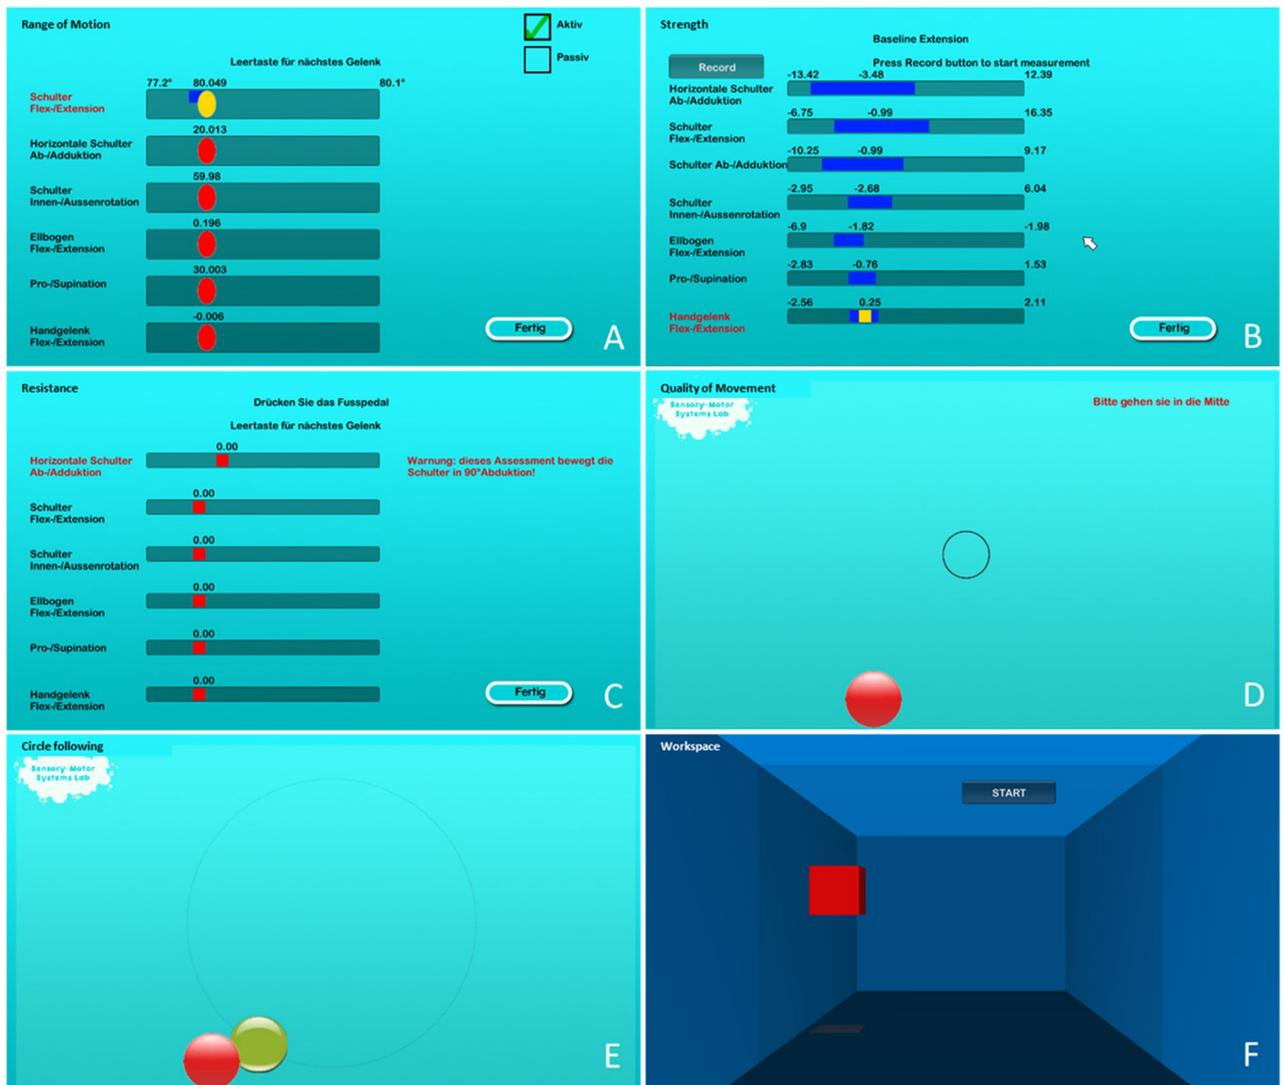 Range of Motion
Aktiv
Passiv
Leertaste für nächstes Gelenk
77.2° 80.049 80.1°
Schulter
Flex-/Extension
20.013
Horizontale Schulter
Ab-/Adduktion
59.98
Schulter
Innen-/Aussenrotation
0.196
Ellbogen
Flex-/Extension
30.003
Pro-/Supination
-0.006
Handgelenk
Flex-/Extension
Fertig
A
Strength
Baseline Extension
Record
Press Record button to start measurement
-13.42 -3.48 12.39
Horizontale Schulter
Ab-/Adduktion
-6.75 -0.99 16.35
Schulter
Flex-/Extension
-10.25 -0.99 9.17
Schulter Ab-/Adduktion
-2.95 -2.68 6.04
Schulter
Innen-/Aussenrotation
-6.9 -1.82 -1.98
Ellbogen
Flex-/Extension
-2.83 -0.76 1.53
Pro-/Supination
-2.56 0.25 2.11
Handgelenk
Flex-/Extension
Fertig
B
Resistance
Drücken Sie das Fusspedal
Leertaste für nächstes Gelenk
0.00
Horizontale Schulter
Ab-/Adduktion
Warnung: dieses Assessment bewegt die
Schulter in 90°Abduktion!
0.00
Schulter
Flex-/Extension
0.00
Schulter
Innen-/Aussenrotation
0.00
Ellbogen
Flex-/Extension
0.00
Pro-/Supination
0.00
Handgelenk
Flex-/Extension
Fertig
C
Quality of Movement
Sensory-Motor
Systems Lab
Bitte gehen sie in die Mitte
D
Circle following
Sensory-Motor
Systems Lab
E
Workspace
START
F